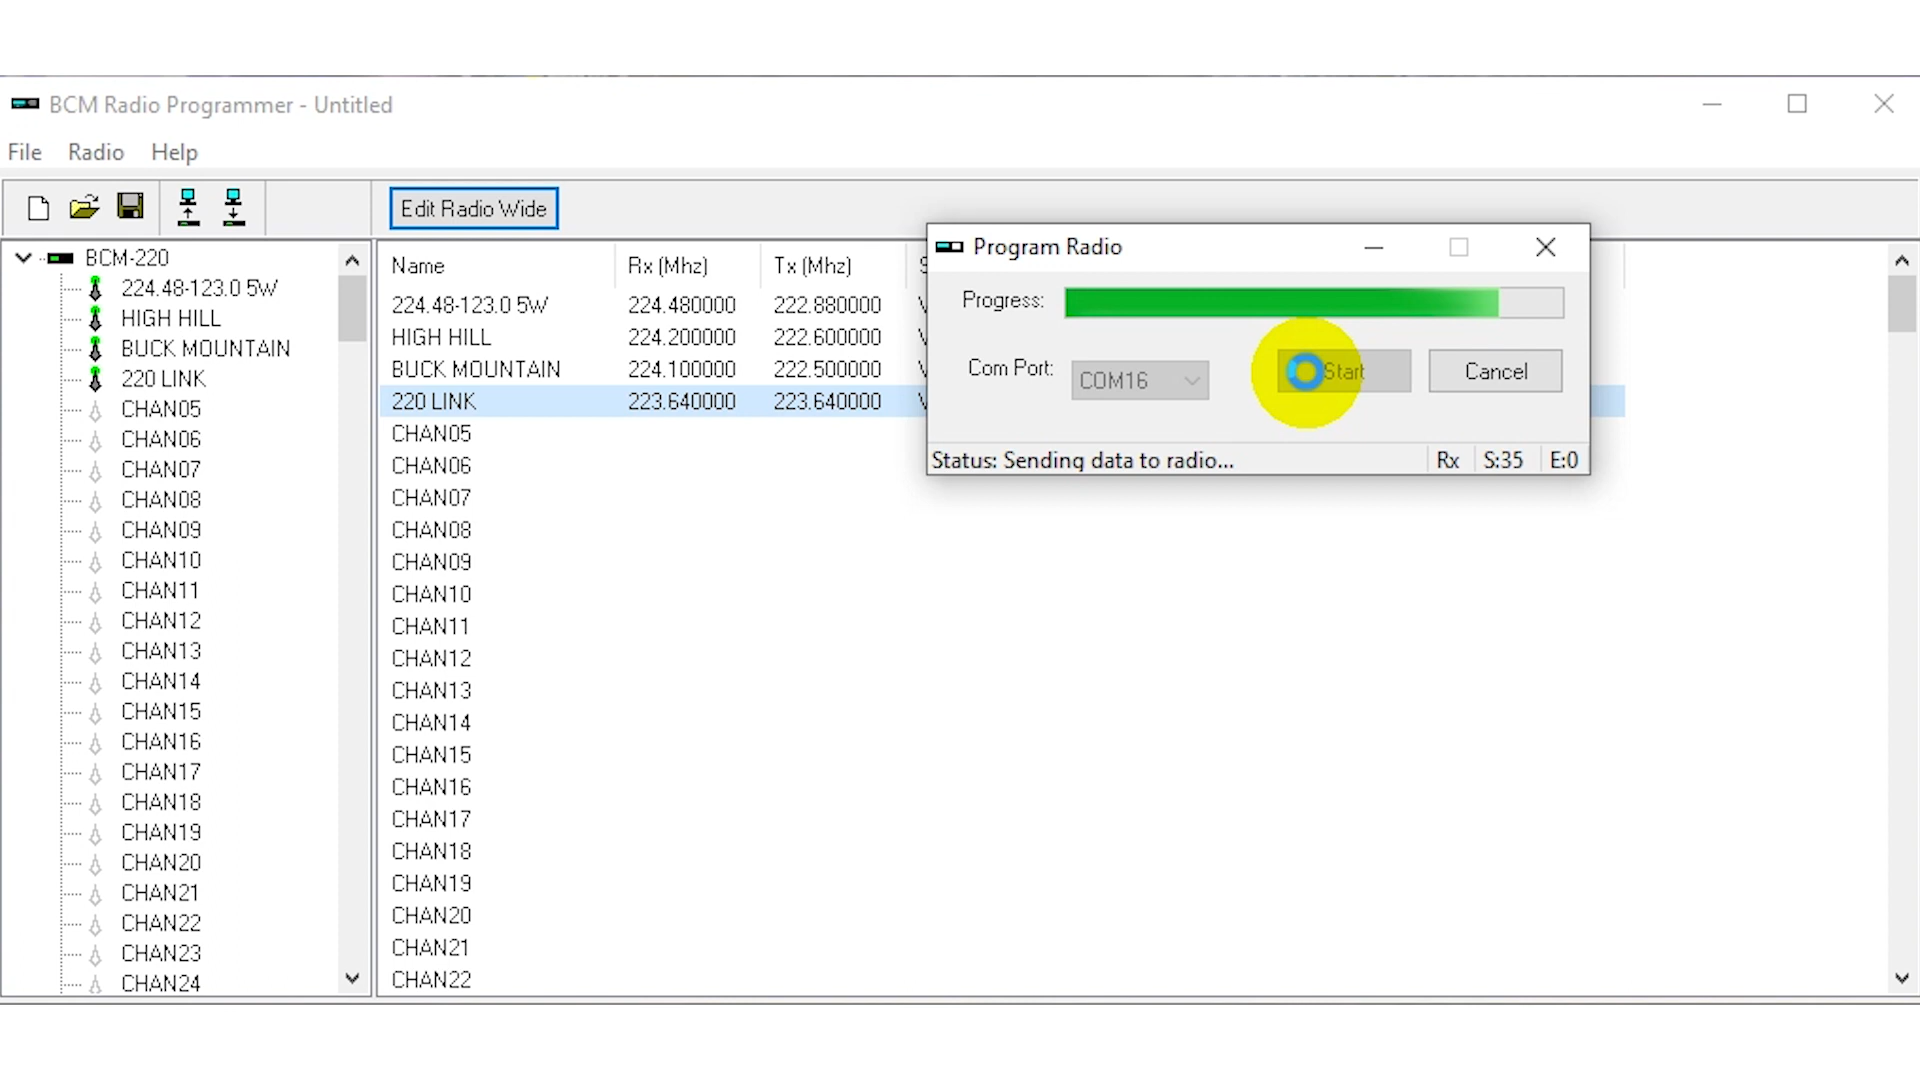 BCM Radio Programmer - Untitled
File Radio Help
Edit Radio Wide
BCM-220
224.48-123.0 5W
HIGH HILL
BUCK MOUNTAIN
220 LINK
CHAN05
CHAN06
CHAN07
CHAN08
CHAN09
CHAN10
CHAN11
CHAN12
CHAN13
CHAN14
CHAN15
CHAN16
CHAN17
CHAN18
CHAN19
CHAN20
CHAN21
CHAN22
CHAN23
CHAN24
Name Rx (Mhz) Tx (Mhz)
224.48-123.0 5W 224.480000 222.880000
HIGH HILL 224.200000 222.600000
BUCK MOUNTAIN 224.100000 222.500000
220 LINK 223.640000 223.640000
CHAN05
CHAN06
CHAN07
CHAN08
CHAN09
CHAN10
CHAN11
CHAN12
CHAN13
CHAN14
CHAN15
CHAN16
CHAN17
CHAN18
CHAN19
CHAN20
CHAN21
CHAN22
Program Radio
Progress:
Com Port: COM16 Start Cancel
Status: Sending data to radio... Rx S:35 E:0